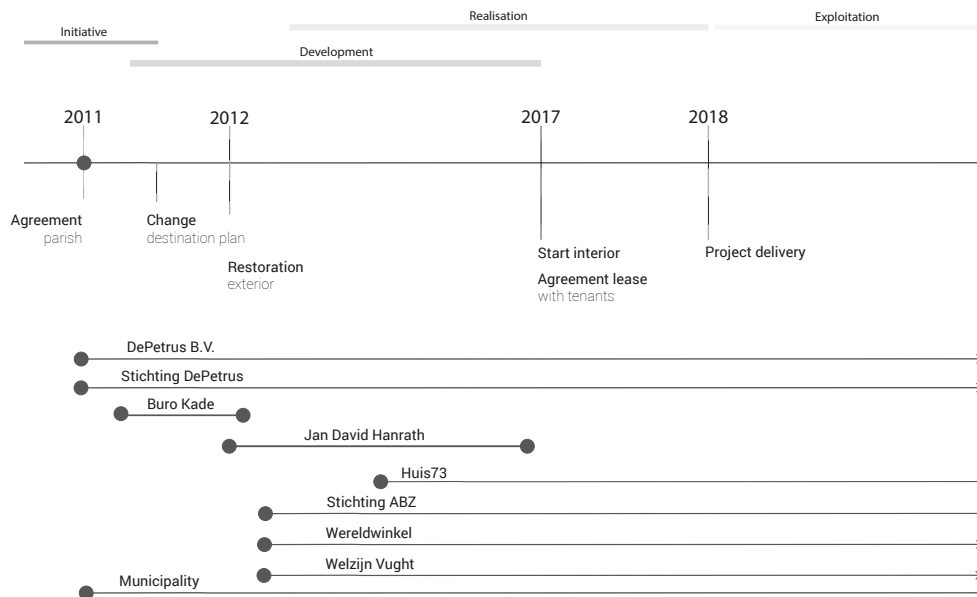 Realisation
Exploitation
Initiative
Development
2011
2012
2017
2018
Agreement
parish
Change
destination plan
Restoration
exterior
Start interior
Agreement lease
with tenants
Project delivery
DePetrus B.V.
Stichting DePetrus
Buro Kade
Jan David Hanrath
Huis73
Stichting ABZ
Wereldwinkel
Welzijn Vught
Municipality